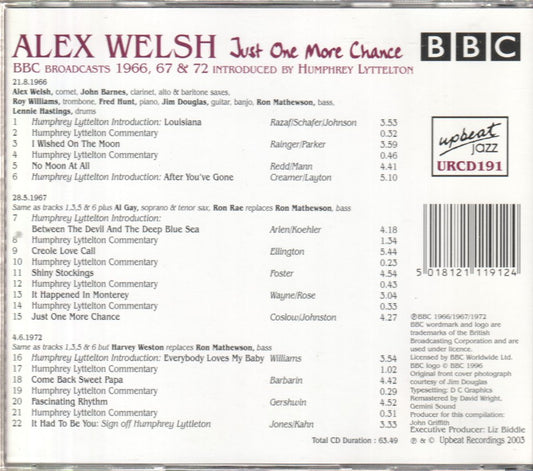 ALEX WELSH Just One More Chance BBC
BBC BROADCASTS 1966, 67 & 72 INTRODUCED BY HUMPHREY LYTTELTON
21.8.1966
Alex Welsh, cornet, John Barnes, clarinet, alto & baritone saxes,
Roy Williams, trombone, Fred Hunt, piano, Jim Douglas, guitar, banjo, Ron Mathewson, bass,
Lennie Hastings, drums
1 Humphrey Lyttelton Introduction: Louisiana Razaf/Schafer/Johnson 3.53
2 Humphrey Lyttelton Commentary 0.32
3 I Wished On The Moon Rainger/Parker 3.59
4 Humphrey Lyttelton Commentary 0.46
5 No Moon At All Redd/Mann 4.41
6 Humphrey Lyttelton Introduction: After You've Gone Creamer/Layton 5.10
upbeat
jazz
URCD191
28.5.1967
Same as tracks 1,3,5 & 6 plus Al Gay, soprano & tenor sax, Ron Rae replaces Ron Mathewson, bass
7 Humphrey Lyttelton Introduction:
Between The Devil And The Deep Blue Sea Arlen/Koehler 4.18
8 Humphrey Lyttelton Commentary 1.34
9 Creole Love Call Ellington 5.44
10 Humphrey Lyttelton Commentary 0.23
11 Shiny Stockings Foster 4.54
12 Humphrey Lyttelton Commentary 0.43
13 It Happened In Monterey Wayne/Rose 3.04
15 Just One More Chance Coslow/Johnston 4.27
5 018121 119124
4.6.1972
Same as tracks 1,3,5 & 6 but Harvey Weston replaces Ron Mathewson, bass
16 Humphrey Lyttelton Introduction: Everybody Loves My Baby Williams 3.54
17 Humphrey Lyttelton Commentary 1.02
18 Come Back Sweet Papa Barbarin 4.42
19 Humphrey Lyttelton Commentary 0.29
20 Fascinating Rhythm Gershwin 4.52
21 Humphrey Lyttelton Commentary 0.31
22 It Had To Be You: Sign off Humphrey Lyttleton Jones/Kahn 3.33
Total CD Duration : 63.49
℗BBC 1966/1967/1972
BBC wordmark and logo are
trademarks of the British
Broadcasting Corporation and are
used under licence.
Licensed by BBC Worldwide Ltd.
BBC logo © BBC 1996
Original front cover photograph
courtesy of Jim Douglas
Typesetting: D C Graphics
Remastered by David Wright,
Gemini Sound
Producer for this compilation:
John Griffith
Executive Producer: Liz Biddle
℗ & © Upbeat Recordings 2003